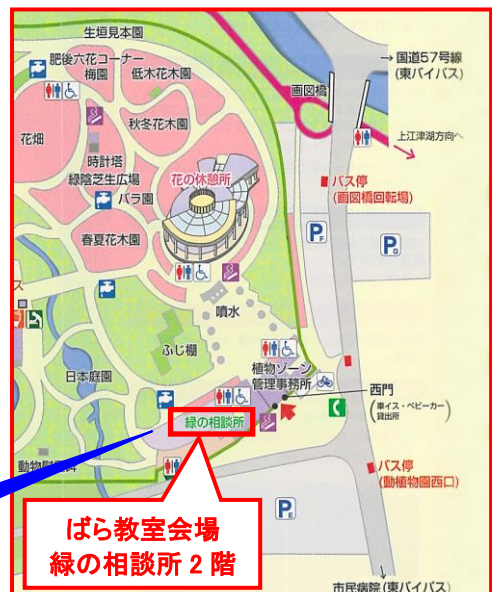 生垣見本園
国道57号線
(東バイパス)
肥後六花コーナー
梅園
低木花木園
画図橋
上江津湖方向へ
花畑
秋冬花木園
時計塔
緑陰芝生広場
バラ園
花の休憩所
バス停
(画図橋回転場)
PF
PG
春夏花木園
ス
噴水
ふじ棚
植物ゾーン
管理事務所
日本庭園
西門
(車イス・ベビーカー
貸出所)
緑の相談所
動物
バス停
(動植物園西口)
PE
ばら教室会場
緑の相談所2階
市民病院(東バイパス)